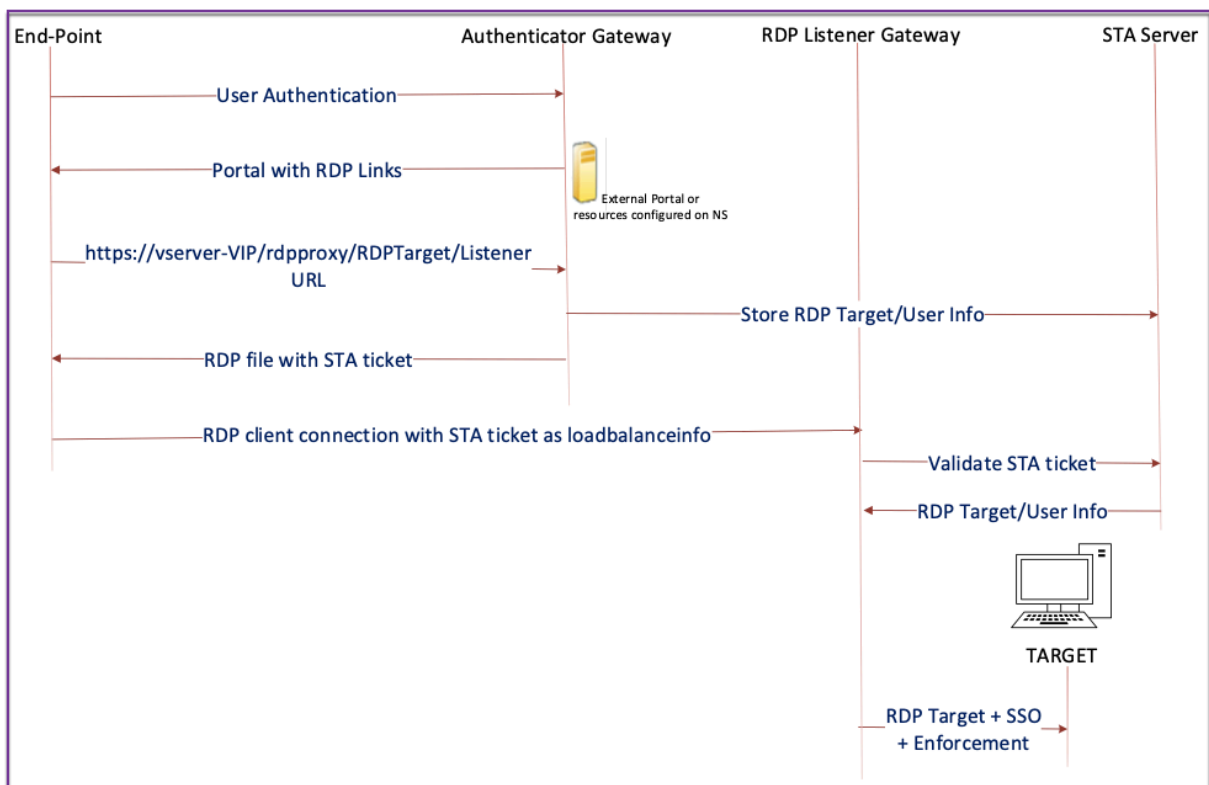 End-Point
Authenticator Gateway
RDP Listener Gateway
STA Server
User Authentication
Portal with RDP Links
External Portal or
resources configured on NS
https://vserver-VIP/rdpproxy/RDPTarget/Listener
URL
Store RDP Target/User Info
RDP file with STA ticket
RDP client connection with STA ticket as loadbalanceinfo
Validate STA ticket
RDP Target/User Info
TARGET
RDP Target + SSO
+ Enforcement